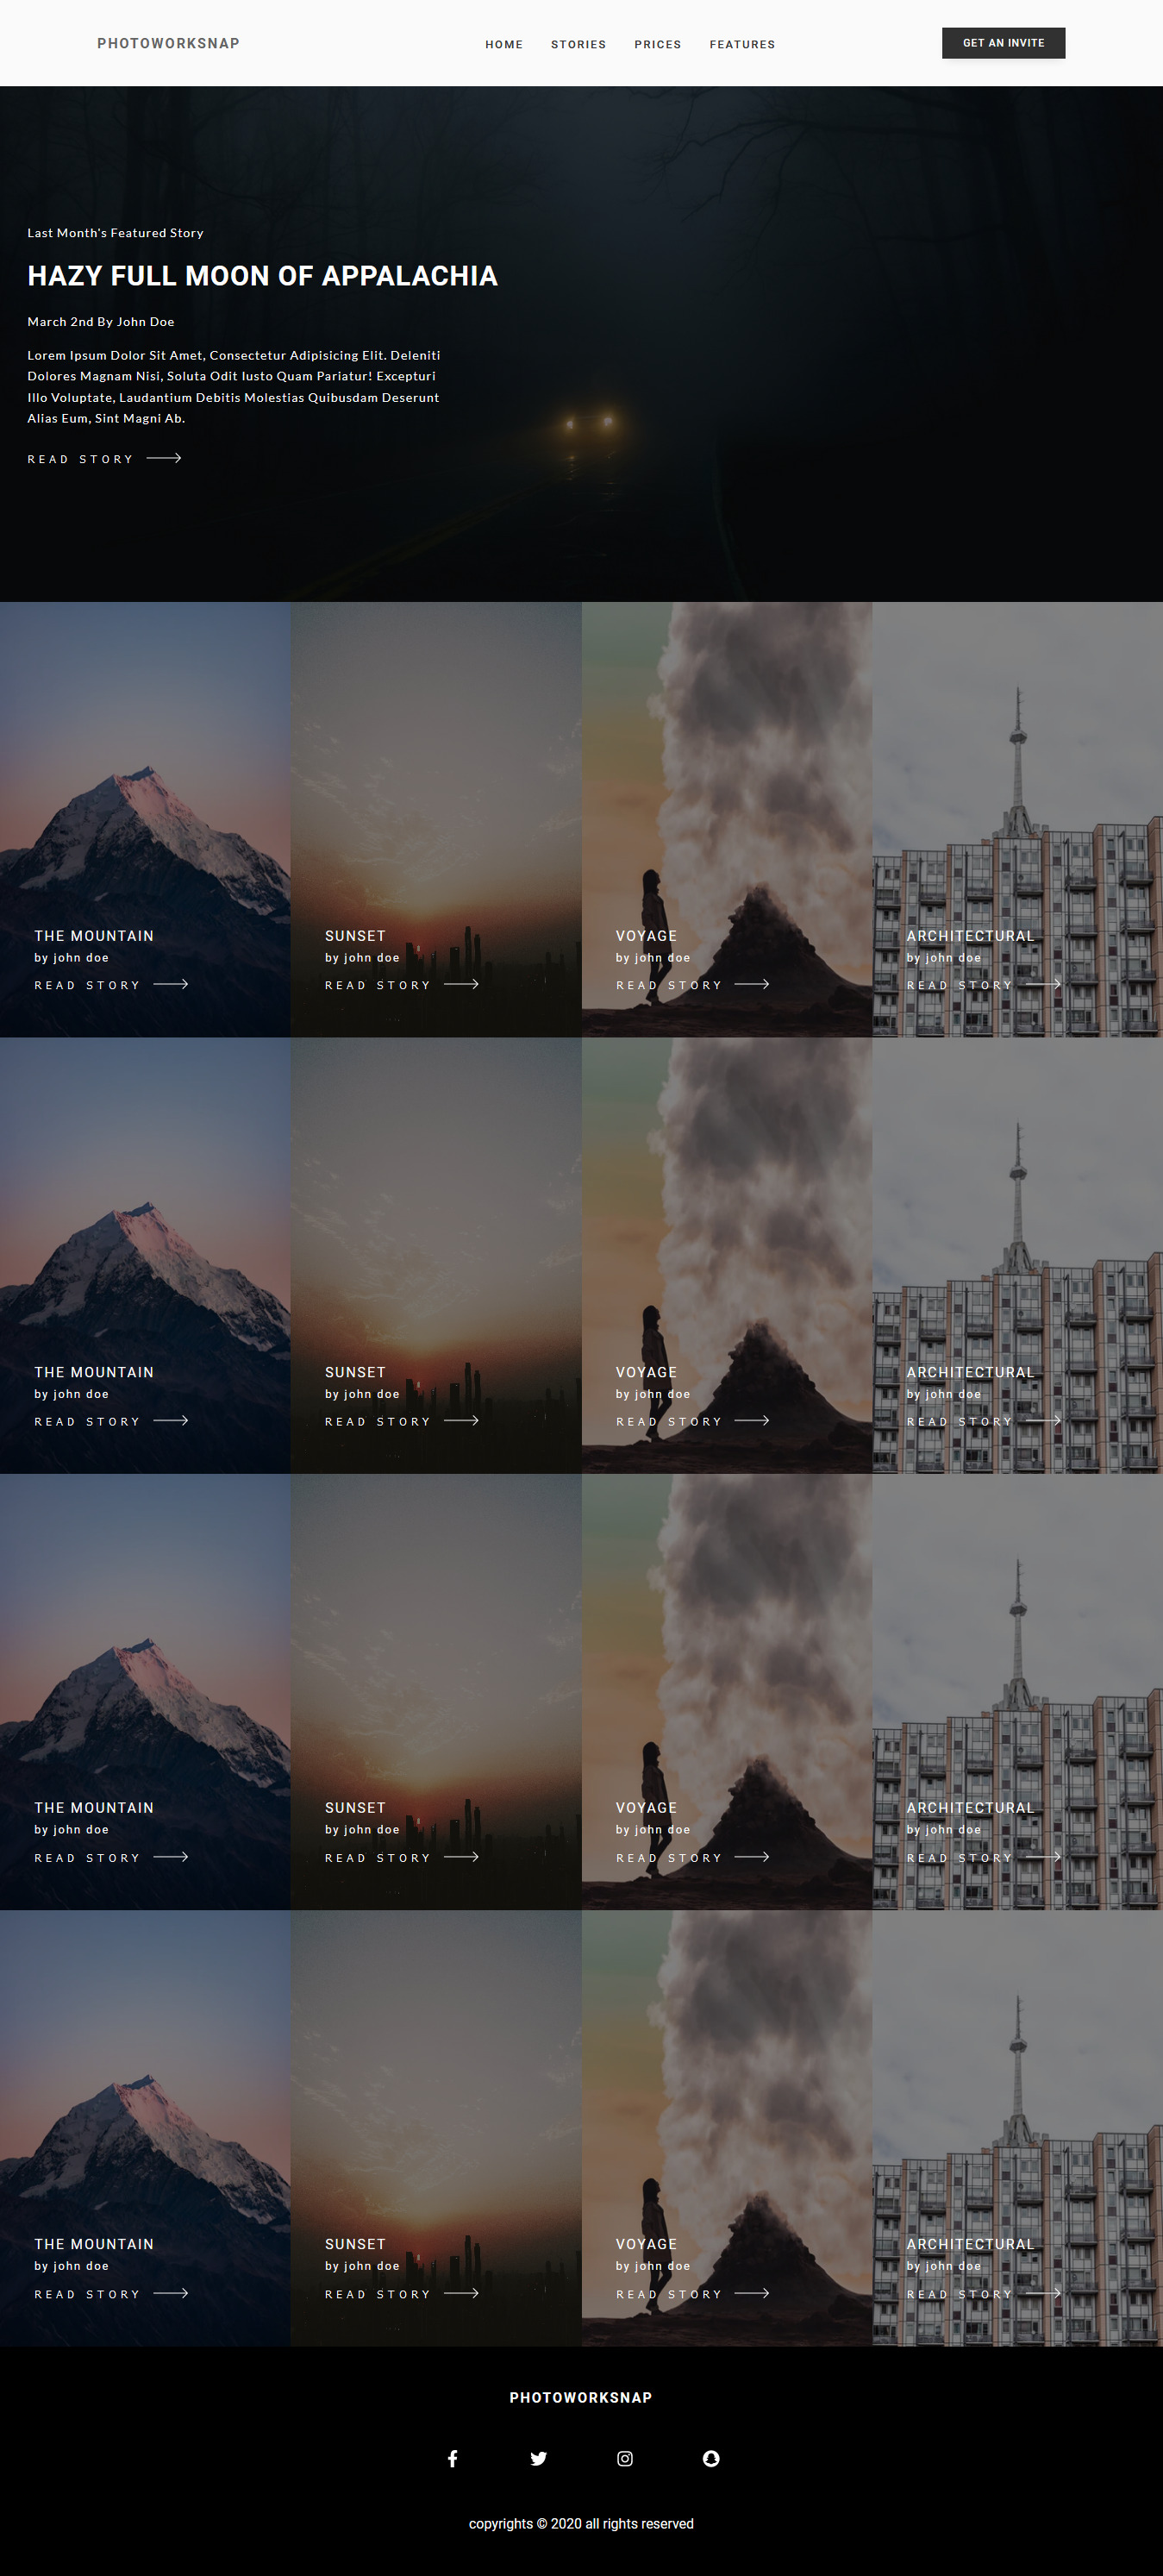 PHOTOWORKSNAP
HOME STORIES PRICES FEATURES
GET AN INVITE
Last Month's Featured Story
HAZY FULL MOON OF APPALACHIA
March 2nd By John Doe
Lorem Ipsum Dolor Sit Amet, Consectetur Adipisicing Elit. Deleniti
Dolores Magnam Nisi, Soluta Odit Iusto Quam Pariatur! Excepturi
Illo Voluptate, Laudantium Debitis Molestias Quibusdam Deserunt
Alias Eum, Sint Magni Ab.
READ STORY
THE MOUNTAIN
by john doe
READ STORY
SUNSET
by john doe
READ STORY
VOYAGE
by john doe
READ STORY
ARCHITECTURAL
by john doe
READ STORY
THE MOUNTAIN
by john doe
READ STORY
SUNSET
by john doe
READ STORY
VOYAGE
by john doe
READ STORY
ARCHITECTURAL
by john doe
READ STORY
THE MOUNTAIN
by john doe
READ STORY
SUNSET
by john doe
READ STORY
VOYAGE
by john doe
READ STORY
ARCHITECTURAL
by john doe
READ STORY
THE MOUNTAIN
by john doe
READ STORY
SUNSET
by john doe
READ STORY
VOYAGE
by john doe
READ STORY
ARCHITECTURAL
by john doe
READ STORY
PHOTOWORKSNAP
copyrights © 2020 all rights reserved